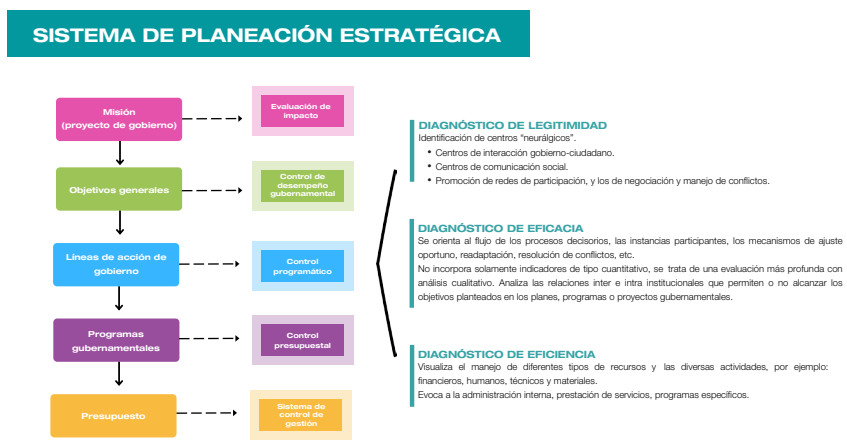 SISTEMA DE PLANEACIÓN ESTRATÉGICA
Misión
(proyecto de gobierno)
Evaluación de
impacto
Objetivos generales
Control de
desempeño
gubernamental
Líneas de acción de
gobierno
Control
programático
Programas
gubernamentales
Control
presupuestal
Presupuesto
Sistema de
control de
gestión
DIAGNÓSTICO DE LEGITIMIDAD
Identificación de centros “neurálgicos”.
• Centros de interacción gobierno-ciudadano.
• Centros de comunicación social.
• Promoción de redes de participación, y los de negociación y manejo de conflictos.
DIAGNÓSTICO DE EFICACIA
Se orienta al flujo de los procesos decisorios, las instancias participantes, los mecanismos de ajuste
oportuno, readaptación, resolución de conflictos, etc.
No incorpora solamente indicadores de tipo cuantitativo, se trata de una evaluación más profunda con
análisis cualitativo. Analiza las relaciones inter e intra institucionales que permiten o no alcanzar los
objetivos planteados en los planes, programas o proyectos gubernamentales.
DIAGNÓSTICO DE EFICIENCIA
Visualiza el manejo de diferentes tipos de recursos y las diversas actividades, por ejemplo:
financieros, humanos, técnicos y materiales.
Evoca a la administración interna, prestación de servicios, programas específicos.